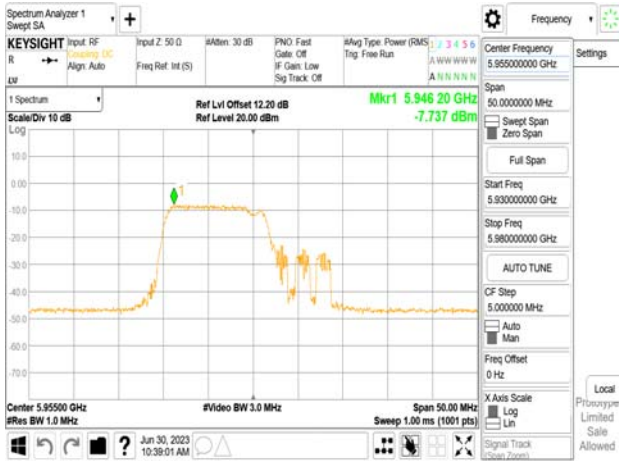 Spectrum Analyzer 1
Swept SA
+
Frequency
KEYSIGHT
Input: RF
Coupling: DC
Align: Auto
Input Z: 50 Ω
Freq Ref: Int (S)
#Atten: 30 dB
PNO: Fast
Gate: Off
IF Gain: Low
Sig Track: Off
#Avg Type: Power (RMS
Trig: Free Run
1 2 3 4 5 6
A W W W W W
A N N N N N
R
1 Spectrum
Scale/Div 10 dB
Log
Ref Lvl Offset 12.20 dB
Ref Level 20.00 dBm
Mkr1 5.946 20 GHz
-7.737 dBm
10.0
0.00
-10.0
-20.0
-30.0
-40.0
-50.0
-60.0
-70.0
1
Center 5.95500 GHz
#Res BW 1.0 MHz
#Video BW 3.0 MHz
Span 50.00 MHz
Sweep 1.00 ms (1001 pts)
Jun 30, 2023
10:39:01 AM
Center Frequency
5.955000000 GHz
Settings
Span
50.0000000 MHz
Swept Span
Zero Span
Full Span
Start Freq
5.930000000 GHz
Stop Freq
5.980000000 GHz
AUTO TUNE
CF Step
5.000000 MHz
Auto
Man
Freq Offset
0 Hz
X Axis Scale
Log
Lin
Signal Track
(Span Zoom)
Local
Prototype
Limited
Sale
Allowed